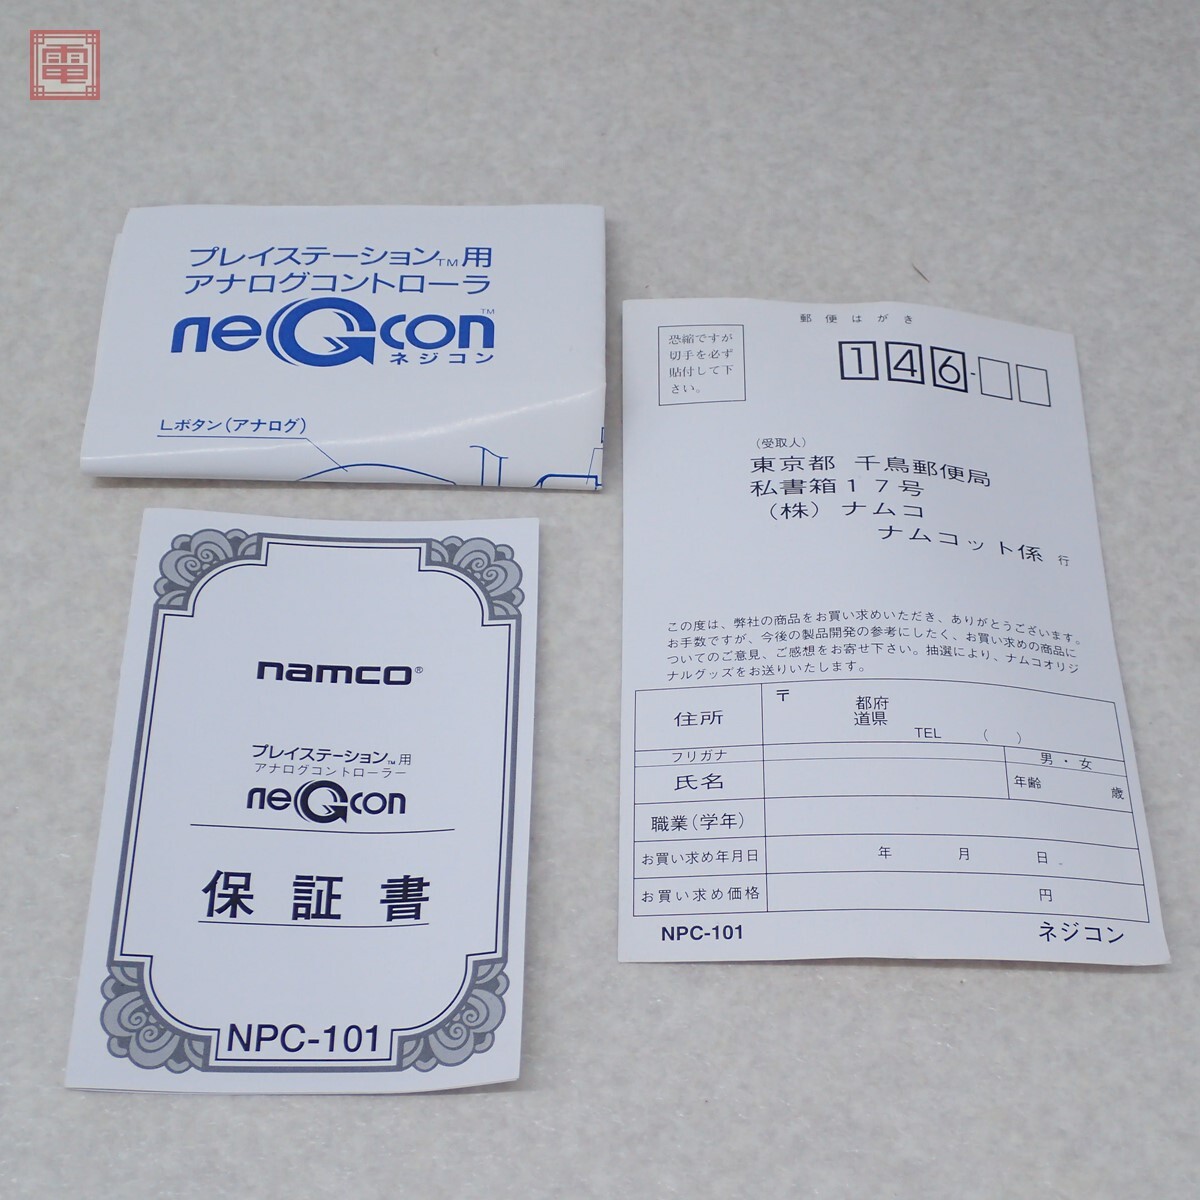 電
プレイステーション™用
アナログコントローラ
neGcon™
ネジコン
Lボタン(アナログ)
namco®
プレイステーション™用
アナログコントローラー
neGcon
保証書
NPC-101
郵便はがき
恐縮ですが
切手を必ず
貼付して下
さい。
146-
(受取人)
東京都 千鳥郵便局
私書箱17号
(株)ナムコ
ナムコット係 行
この度は、弊社の商品をお買い求めいただき、ありがとうございます。
お手数ですが、今後の製品開発の参考にしたく、お買い求めの商品に
ついてのご意見、ご感想をお寄せ下さい。抽選により、ナムコオリジ
ナルグッズをお送りいたします。
住所 〒 都府
道県
TEL ( )
フリガナ 男・女
氏名 年齢 歳
職業(学年)
お買い求め年月日 年 月 日
お買い求め価格 円
NPC-101 ネジコン